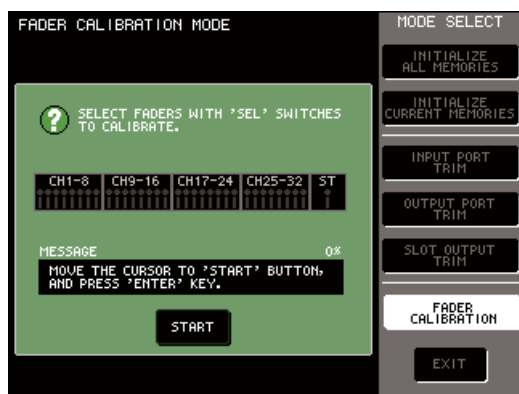 FADER CALIBRATION MODE
SELECT FADERS WITH 'SEL' SWITCHES
TO CALIBRATE.
CH1-8 CH9-16 CH17-24 CH25-32 ST
MESSAGE 0%
MOVE THE CURSOR TO 'START' BUTTON,
AND PRESS 'ENTER' KEY.
START
MODE SELECT
INITIALIZE
ALL MEMORIES
INITIALIZE
CURRENT MEMORIES
INPUT PORT
TRIM
OUTPUT PORT
TRIM
SLOT OUTPUT
TRIM
FADER
CALIBRATION
EXIT